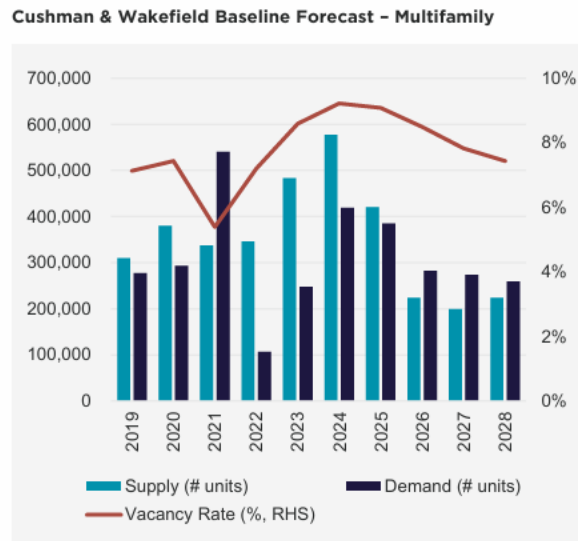 Cushman & Wakefield Baseline Forecast – Multifamily
700,000 10%
600,000 8%
500,000
400,000 6%
300,000 4%
200,000
100,000 2%
0 0%
2019 2020 2021 2022 2023 2024 2025 2026 2027 2028
Supply (# units) Demand (# units)
Vacancy Rate (%, RHS)